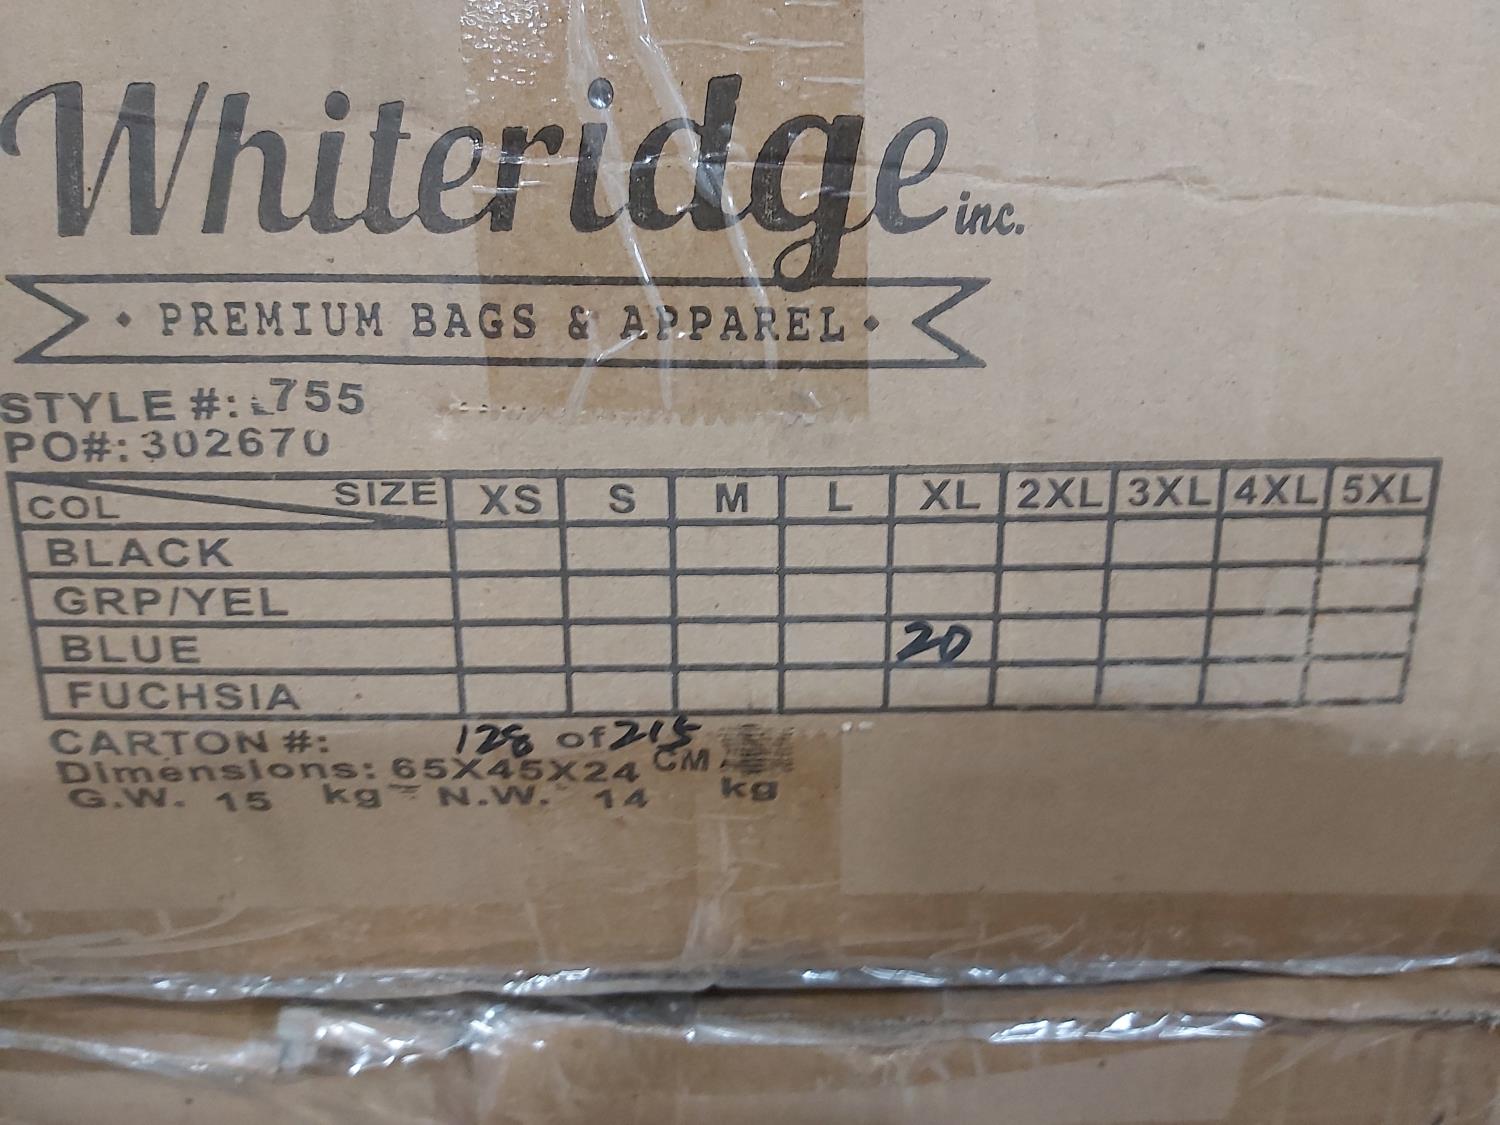 Whiteridge inc.
• PREMIUM BAGS & APPAREL •
STYLE #: L755
PO#: 302670
COL SIZE XS S M L XL 2XL 3XL 4XL 5XL
BLACK
GRP/YEL
BLUE 20
FUCHSIA
CARTON #: 128 of 215
Dimensions: 65X45X24 CM
G.W. 15 kg N.W. 14 kg